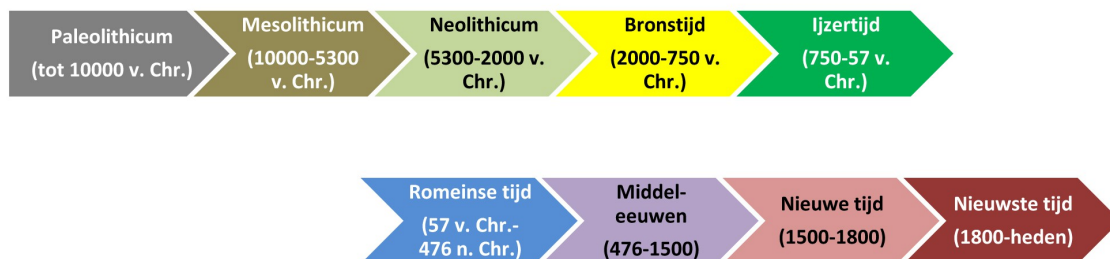 Paleolithicum
(tot 10000 v. Chr.)
Mesolithicum
(10000-5300
v. Chr.)
Neolithicum
(5300-2000 v.
Chr.)
Bronstijd
(2000-750 v.
Chr.)
Ijzertijd
(750-57 v.
Chr.)
Romeinse tijd
(57 v. Chr.-
476 n. Chr.)
Middel-
eeuwen
(476-1500)
Nieuwe tijd
(1500-1800)
Nieuwste tijd
(1800-heden)